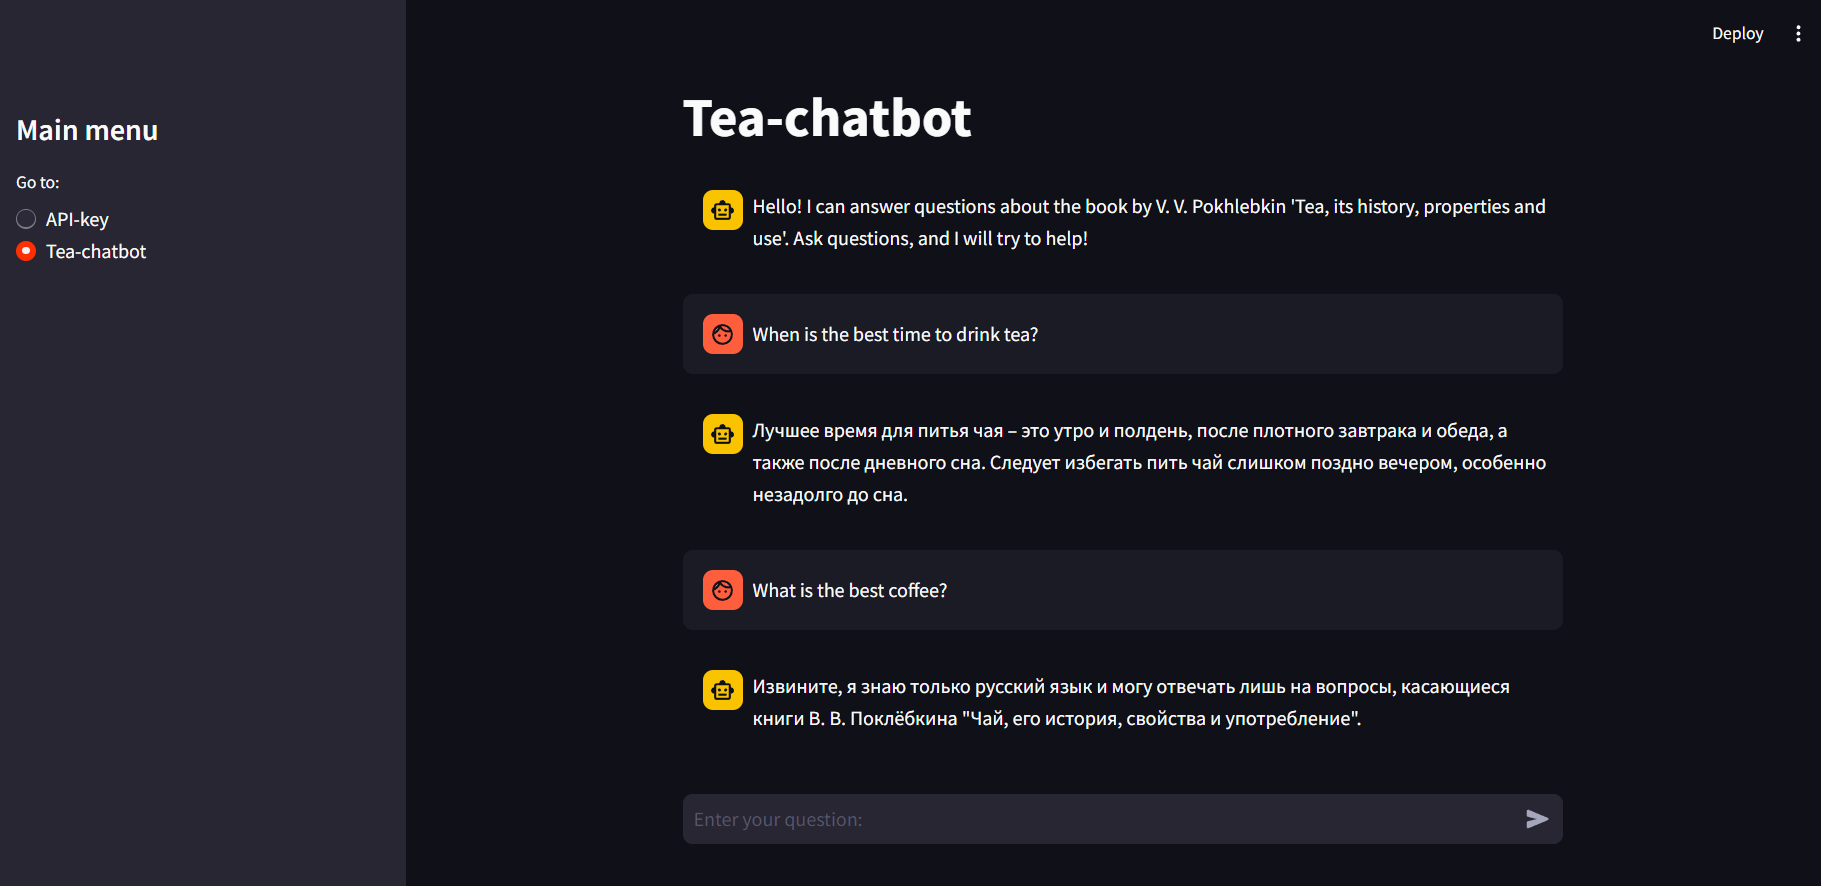 Deploy
Main menu
Go to:
API-key
Tea-chatbot
Tea-chatbot
Hello! I can answer questions about the book by V. V. Pokhlebkin 'Tea, its history, properties and
use'. Ask questions, and I will try to help!
When is the best time to drink tea?
Лучшее время для питья чая – это утро и полдень, после плотного завтрака и обеда, а
также после дневного сна. Следует избегать пить чай слишком поздно вечером, особенно
незадолго до сна.
What is the best coffee?
Извините, я знаю только русский язык и могу отвечать лишь на вопросы, касающиеся
книги В. В. Поклёбкина "Чай, его история, свойства и употребление".
Enter your question: